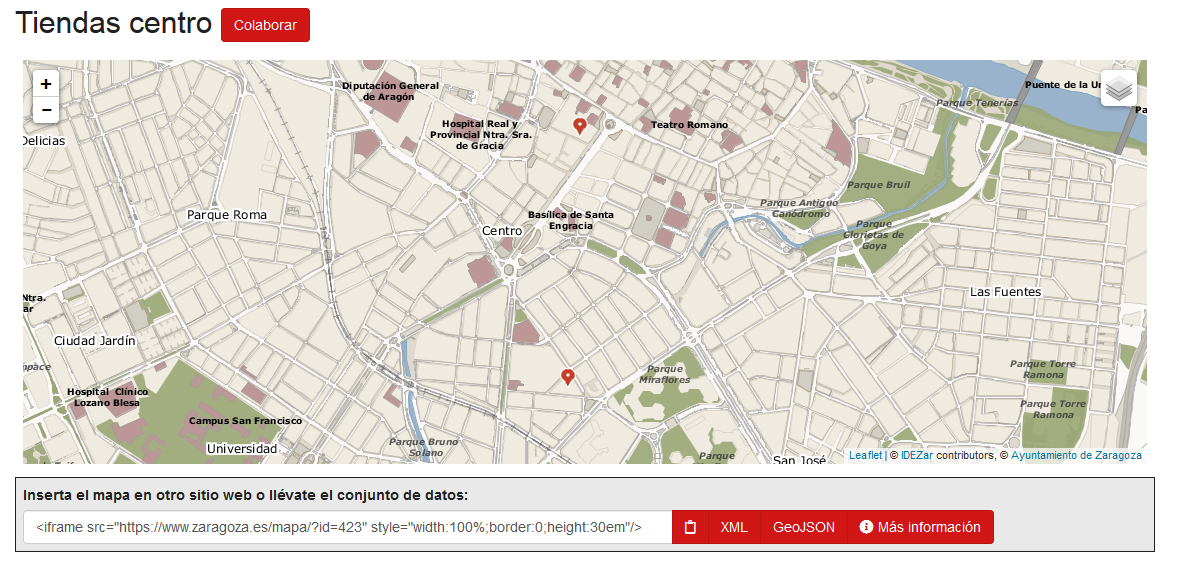 Tiendas centro Colaborar
+
−
Diputación General
de Aragón
Puente de la
Parque Tenerías
Hospital Real y
Provincial Ntra. Sra.
de Gracia
Teatro Romano
Delicias
Parque Bruil
Parque Roma
Parque Antiguo
Canódromo
Basílica de Santa
Engracia
Centro
Parque
Glorietas de
Goya
Las Fuentes
Ntra.
Ciudad Jardín
Parque
Miraflores
Parque Torre
Ramona
Hospital Clínico
Lozano Blesa
Parque Torre
Ramona
Campus San Francisco
Universidad
Parque Bruno
Solano
Parque
San José
Leaflet | © IDEZar contributors, © Ayuntamiento de Zaragoza
Inserta el mapa en otro sitio web o llévate el conjunto de datos:
<iframe src="https://www.zaragoza.es/mapa/?id=423" style="width:100%;border:0;height:30em"/> XML GeoJSON Más información